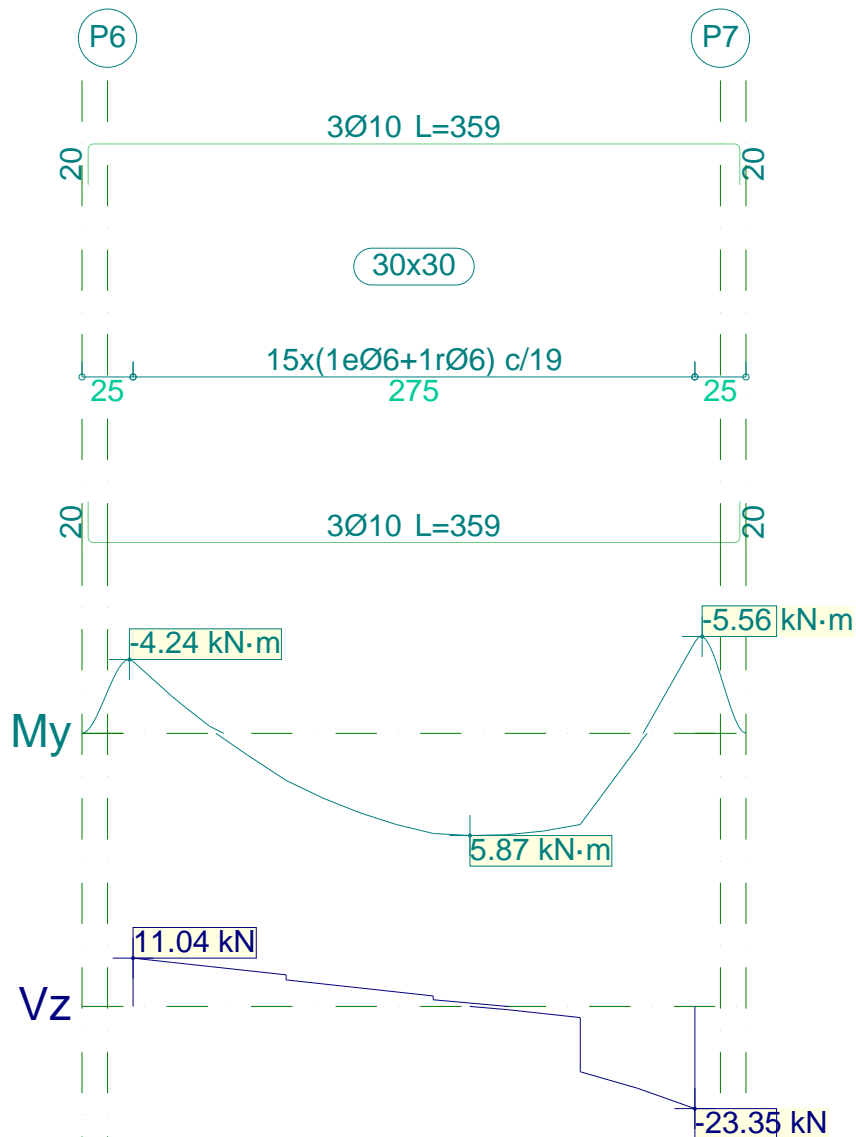 P6 P7
3Ø10 L=359
20 20
30x30
15x(1eØ6+1rØ6) c/19
25 275 25
3Ø10 L=359
20 20
-5.56 kN·m
-4.24 kN·m
My
5.87 kN·m
11.04 kN
Vz
-23.35 kN